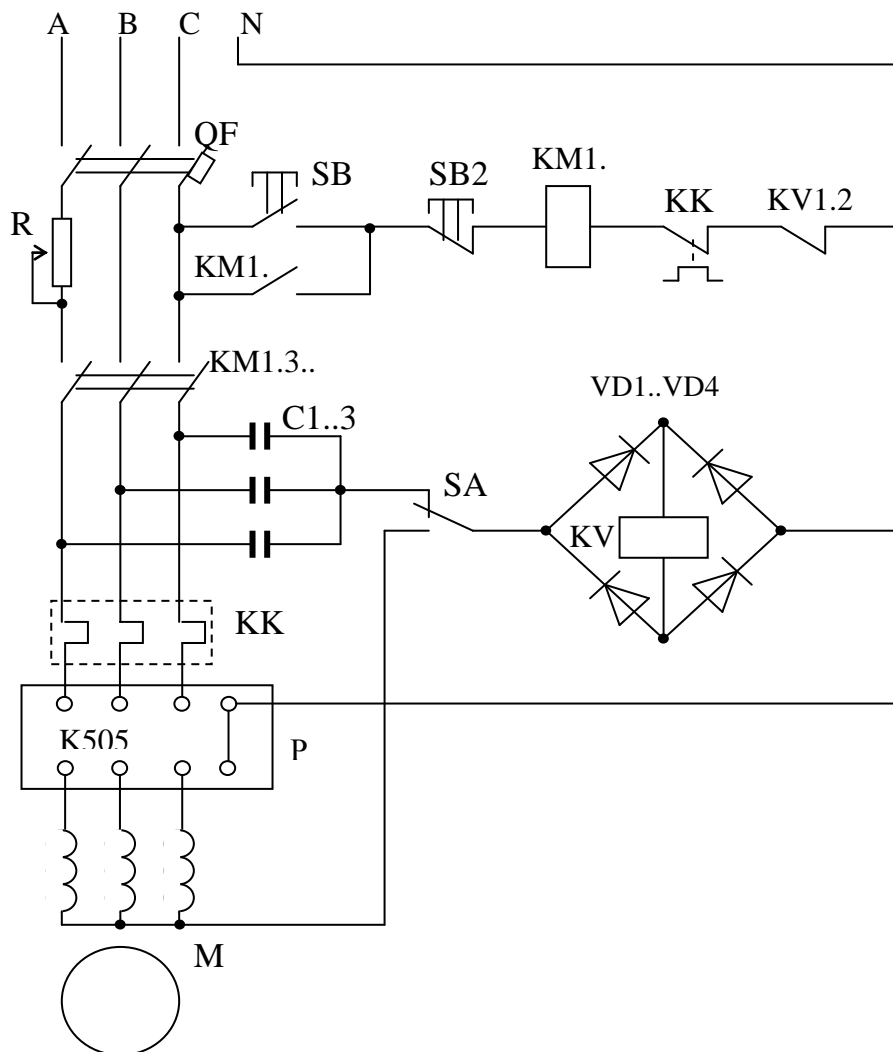 A B C N
QF
SB SB2 KM1. KK KV1.2
R
KM1.
KM1.3..
VD1..VD4
C1..3
SA
KV
KK
K505 P
M